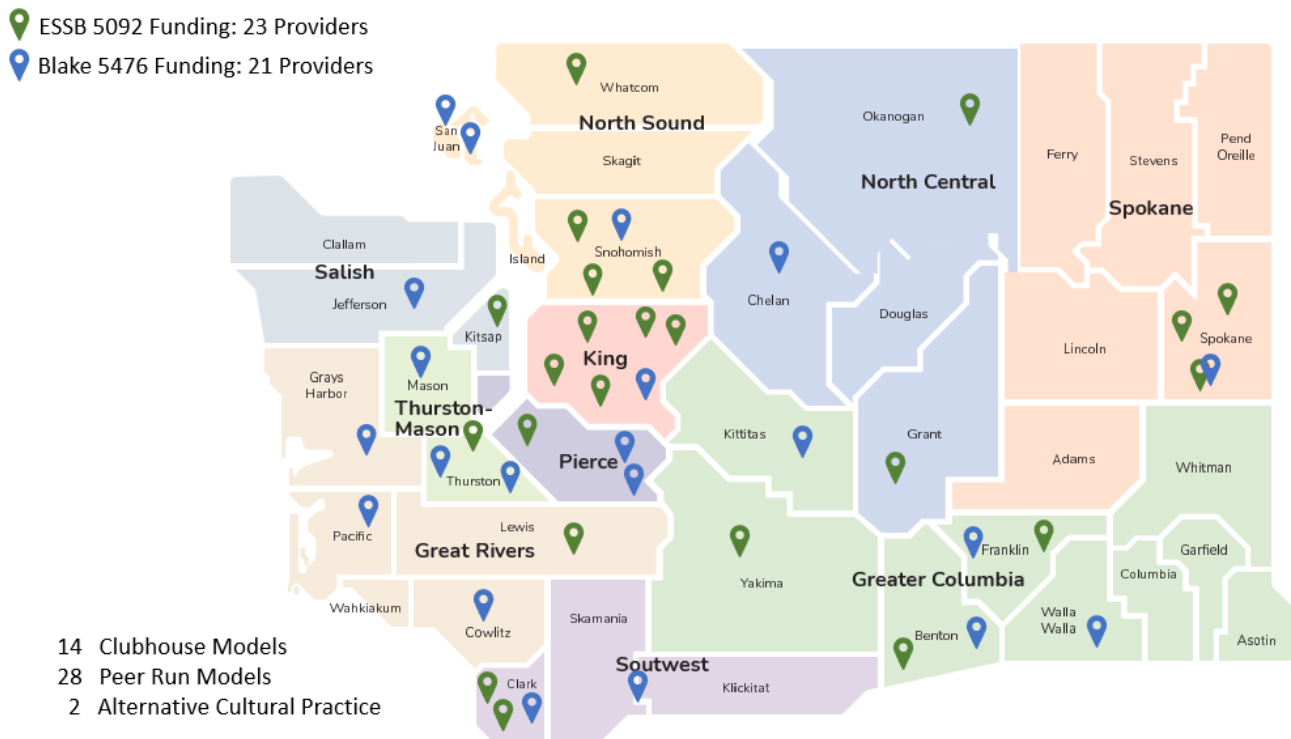 ESSB 5092 Funding: 23 Providers
Blake 5476 Funding: 21 Providers
Whatcom
North Sound
San
Juan
Skagit
Okanogan
North Central
Ferry
Stevens
Pend
Oreille
Spokane
Clallam
Salish
Jefferson
Island
Snohomish
Kitsap
Chelan
Douglas
Lincoln
Spokane
King
Grays
Harbor
Mason
Thurston-
Mason
Thurston
Pierce
Kittitas
Grant
Adams
Whitman
Pacific
Lewis
Great Rivers
Yakima
Greater Columbia
Franklin
Columbia
Garfield
Wahkiakum
Cowlitz
Skamania
Benton
Walla
Walla
Asotin
Southwest
Clark
Klickitat
14 Clubhouse Models
28 Peer Run Models
2 Alternative Cultural Practice